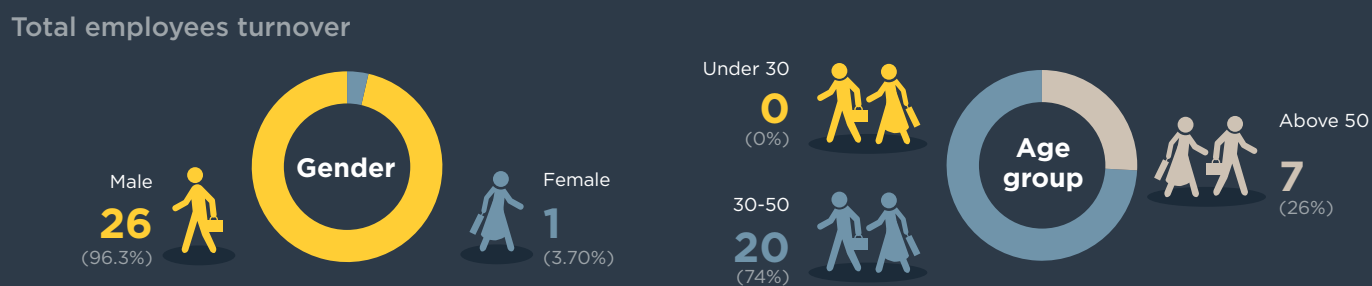 Total employees turnover
Male
26
(96.3%)
Gender
Female
1
(3.70%)
Under 30
0
(0%)
30-50
20
(74%)
Age
group
Above 50
7
(26%)